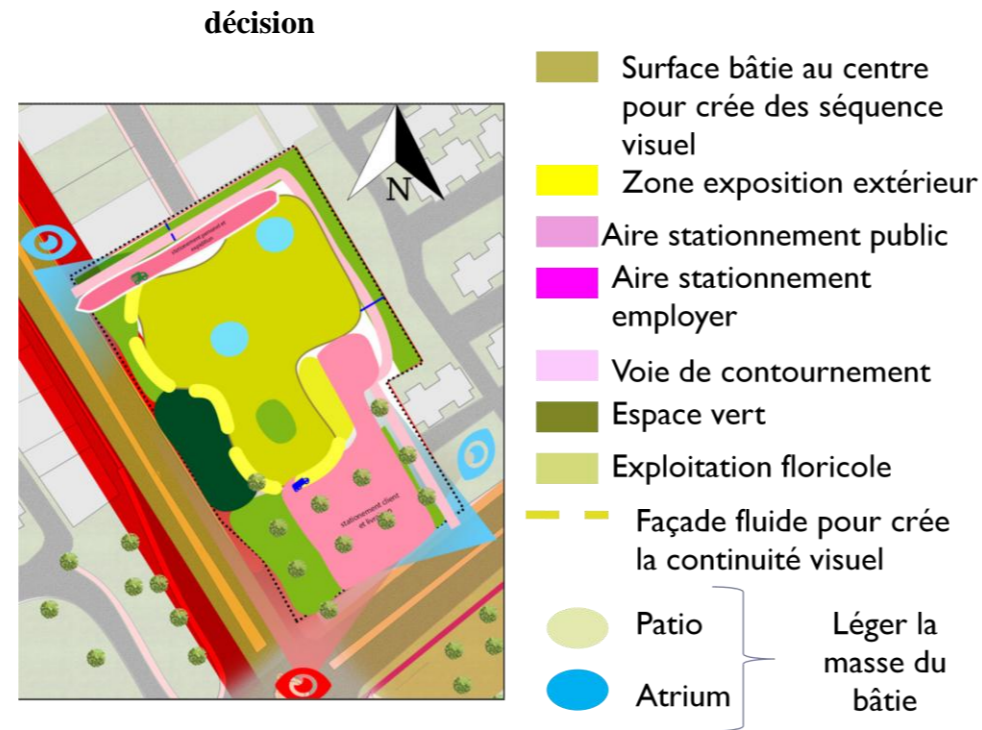 décision
Surface bâtie au centre
pour crée des séquence
visuel
Zone exposition extérieur
Aire stationnement public
Aire stationnement
employer
Voie de contournement
Espace vert
Exploitation floricole
Façade fluide pour crée
la continuité visuel
Patio
Atrium
Léger la
masse du
bâtie
N
stationement client